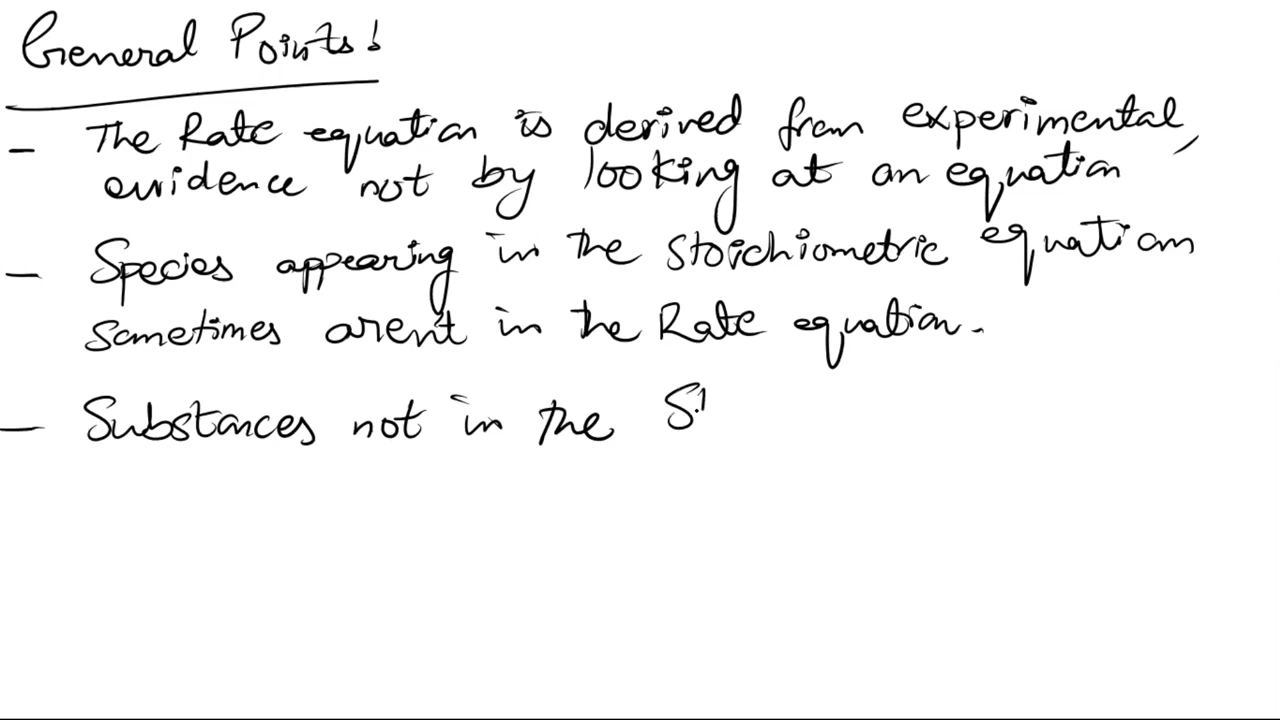 General Points!
- The Rate equation is derived from experimental,
evidence not by looking at an equation
- Species appearing in the stoichiometric equation
sometimes aren't in the Rate equation.
- Substances not in the S